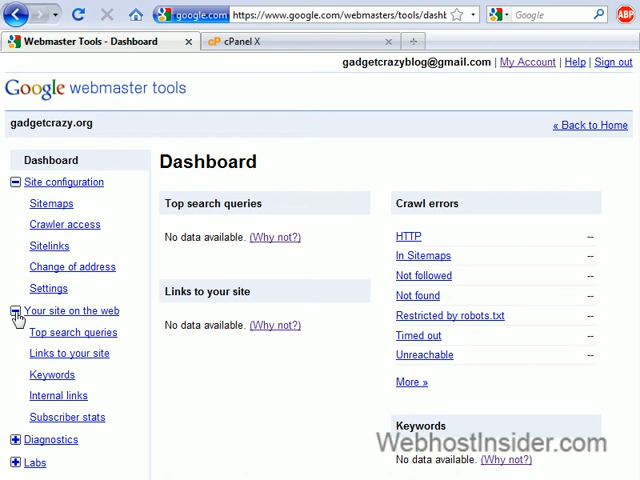 google.com https://www.google.com/webmasters/tools/dashb
Google
ABP
Webmaster Tools - Dashboard
cP cPanel X
gadgetcrazyblog@gmail.com | My Account | Help | Sign out
Google webmaster tools
gadgetcrazy.org
« Back to Home
Dashboard
Site configuration
Sitemaps
Crawler access
Sitelinks
Change of address
Settings
Your site on the web
Top search queries
Links to your site
Keywords
Internal links
Subscriber stats
Diagnostics
Labs
Dashboard
Top search queries
No data available. (Why not?)
Links to your site
No data available. (Why not?)
Crawl errors
HTTP --
In Sitemaps --
Not followed --
Not found --
Restricted by robots.txt --
Timed out --
Unreachable --
More »
Keywords
No data available. (Why not?)
WebhostInsider.com